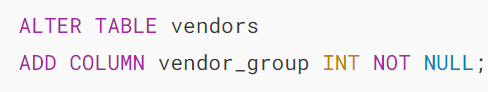 ALTER TABLE vendors
ADD COLUMN vendor_group INT NOT NULL;